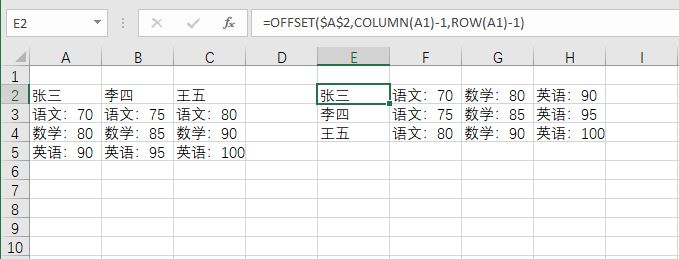 E2 fx =OFFSET($A$2,COLUMN(A1)-1,ROW(A1)-1)
A B C D E F G H I
1
2 张三 李四 王五 张三 语文：70 数学：80 英语：90
3 语文：70 语文：75 语文：80 李四 语文：75 数学：85 英语：95
4 数学：80 数学：85 数学：90 王五 语文：80 数学：90 英语：100
5 英语：90 英语：95 英语：100
6
7
8
9
10